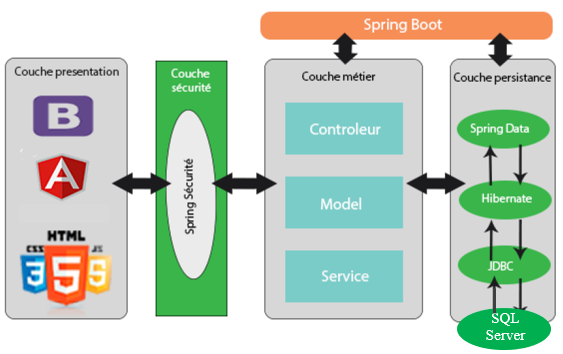 Spring Boot
Couche presentation
B
A
HTML
CSS
JS
3
5
Couche
sécurité
Spring Sécurité
Couche métier
Controleur
Model
Service
Couche persistance
Spring Data
Hibernate
JDBC
SQL
Server